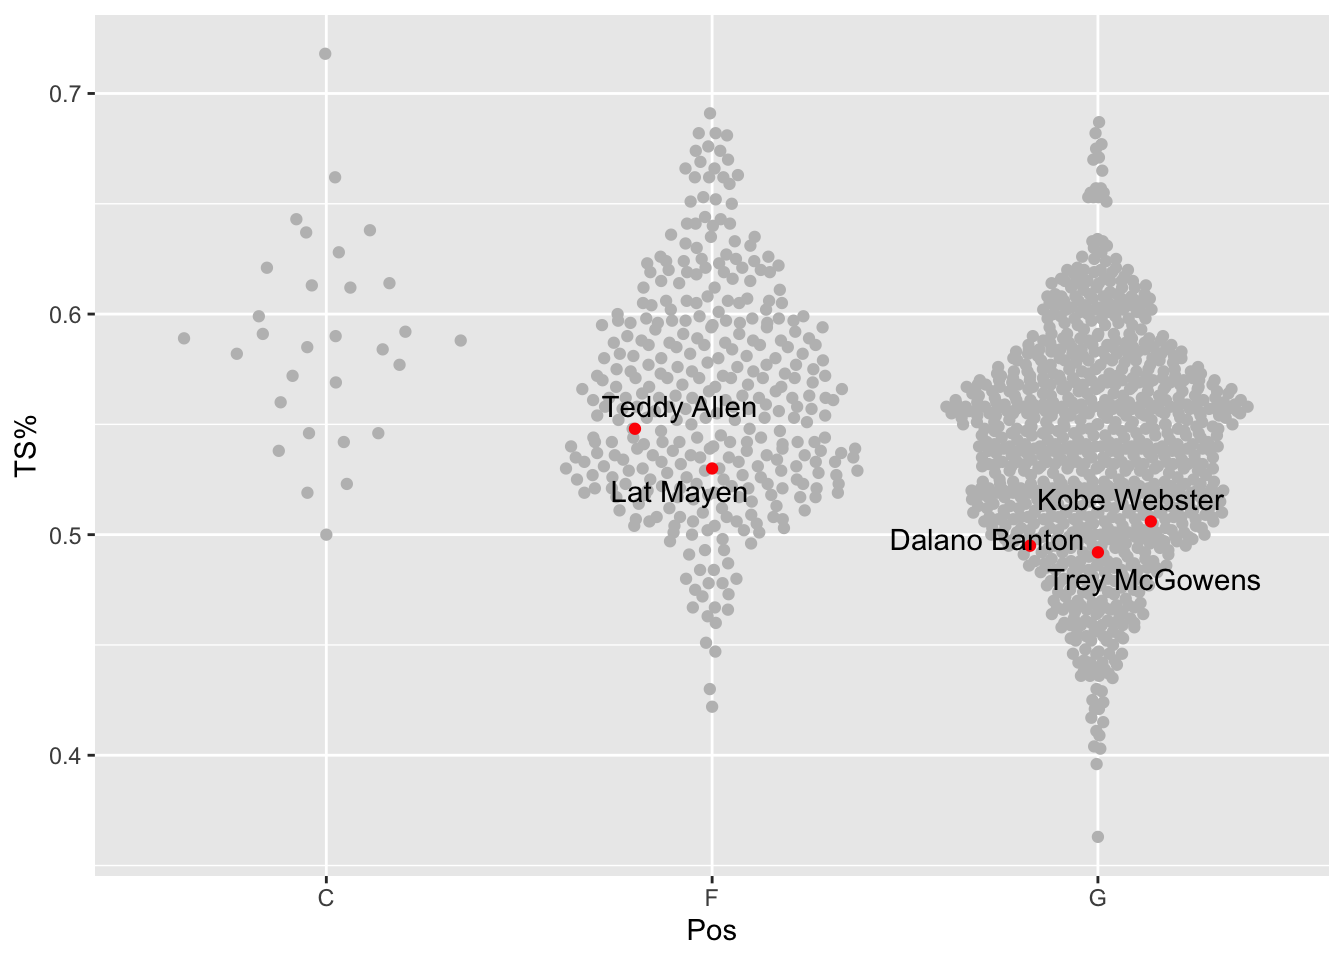 0.7
0.6
0.5
0.4
TS%
Teddy Allen
Lat Mayen
Kobe Webster
Dalano Banton
Trey McGowens
C
F
G
Pos